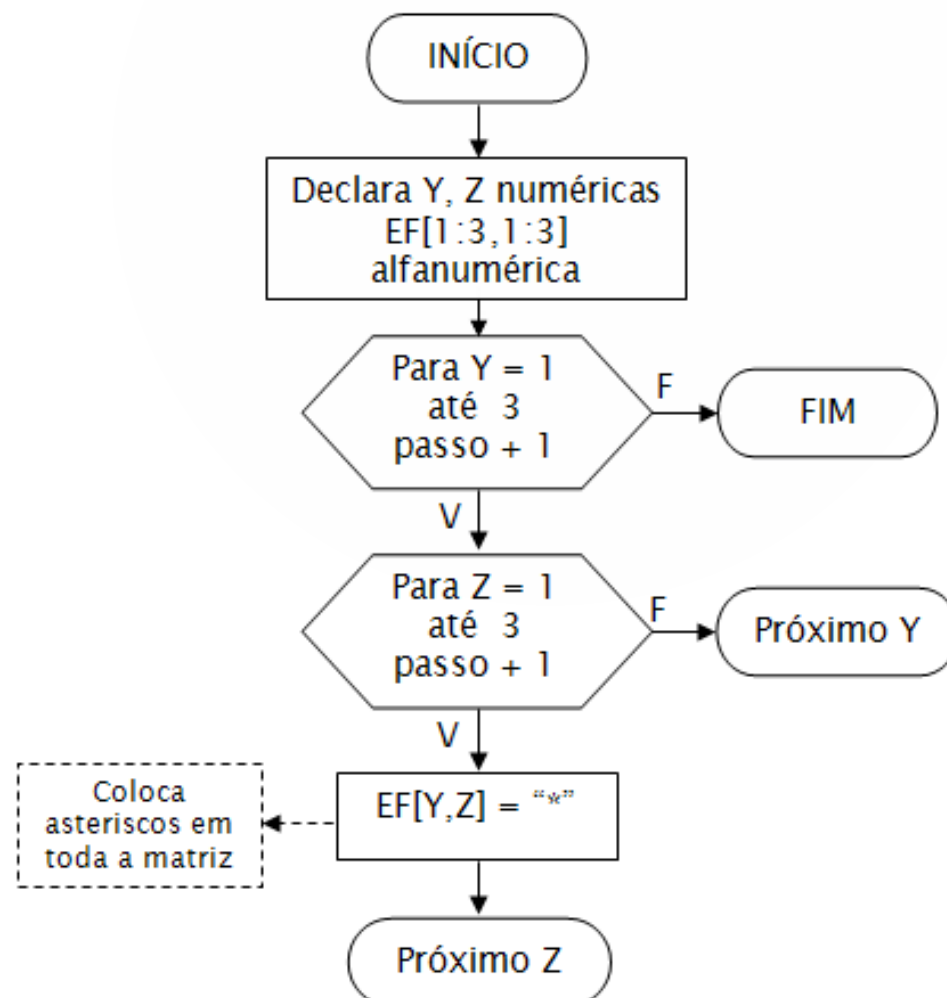 INÍCIO
Declara Y, Z numéricas
EF[1:3,1:3]
alfanumérica
Para Y = 1
até 3
passo + 1
F
FIM
V
Para Z = 1
até 3
passo + 1
F
Próximo Y
V
EF[Y,Z] = “*”
Coloca
asteriscos em
toda a matriz
Próximo Z